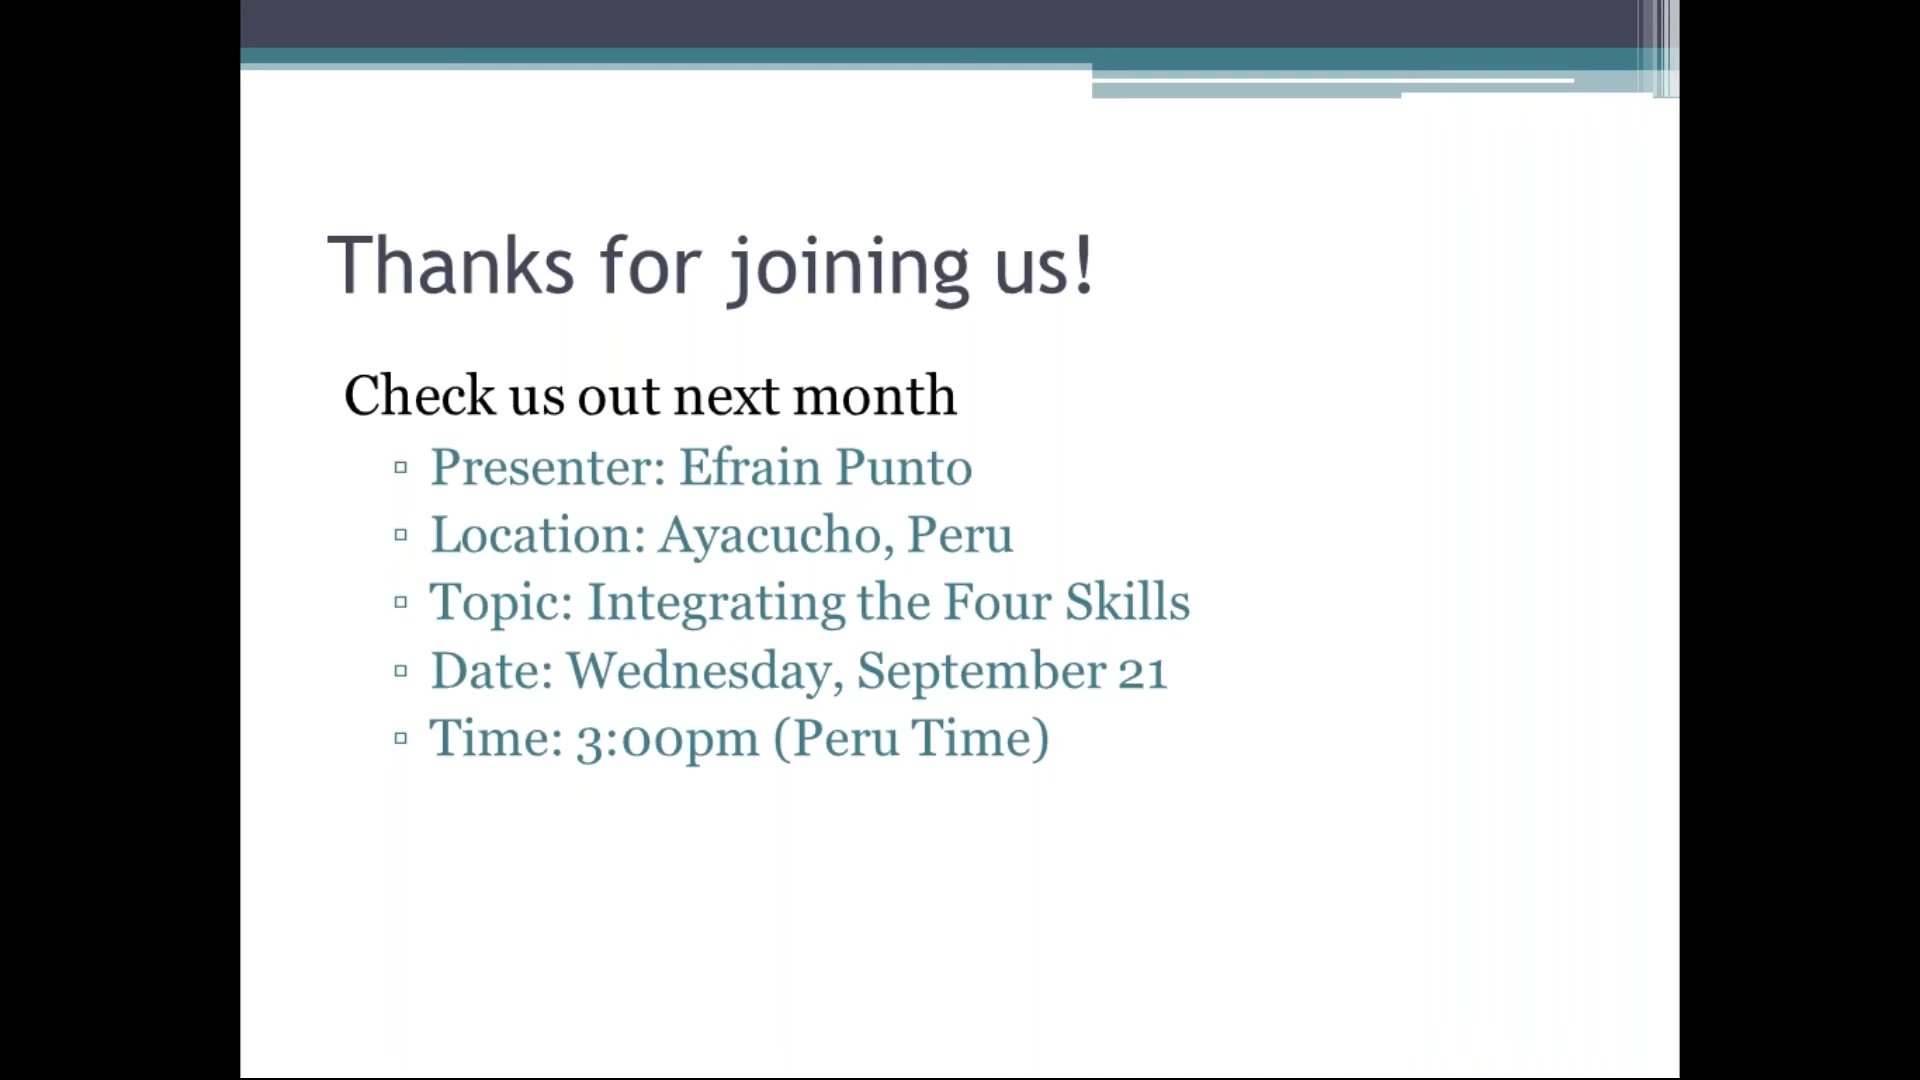 Thanks for joining us!
Check us out next month
▫ Presenter: Efrain Punto
▫ Location: Ayacucho, Peru
▫ Topic: Integrating the Four Skills
▫ Date: Wednesday, September 21
▫ Time: 3:00pm (Peru Time)